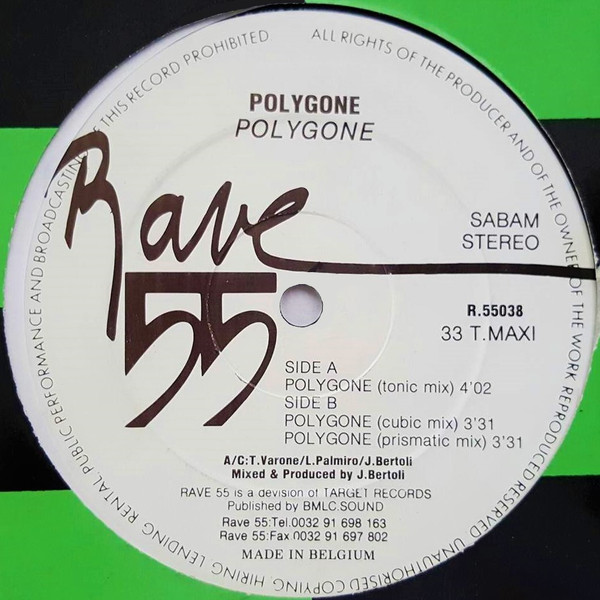 POLYGONE
POLYGONE
Rave
55
SABAM
STEREO
R.55038
33 T.MAXI
SIDE A
POLYGONE (tonic mix) 4'02
SIDE B
POLYGONE (cubic mix) 3'31
POLYGONE (prismatic mix) 3'31
A/C:T.Varone/L.Palmiro/J.Bertoli
Mixed & Produced by J.Bertoli
RAVE 55 is a devision of TARGET RECORDS
Published by BMLC.SOUND
Rave 55:Tel.0032 91 698 163
Rave 55:Fax.0032 91 697 802
MADE IN BELGIUM
ALL RIGHTS OF THE PRODUCER AND OF THE OWNER OF THE WORK REPRODUCED RESERVED UNAUTHORISED COPYING, HIRING, LENDING RENTAL, PUBLIC PERFORMANCE AND BROADCASTING OF THIS RECORD PROHIBITED